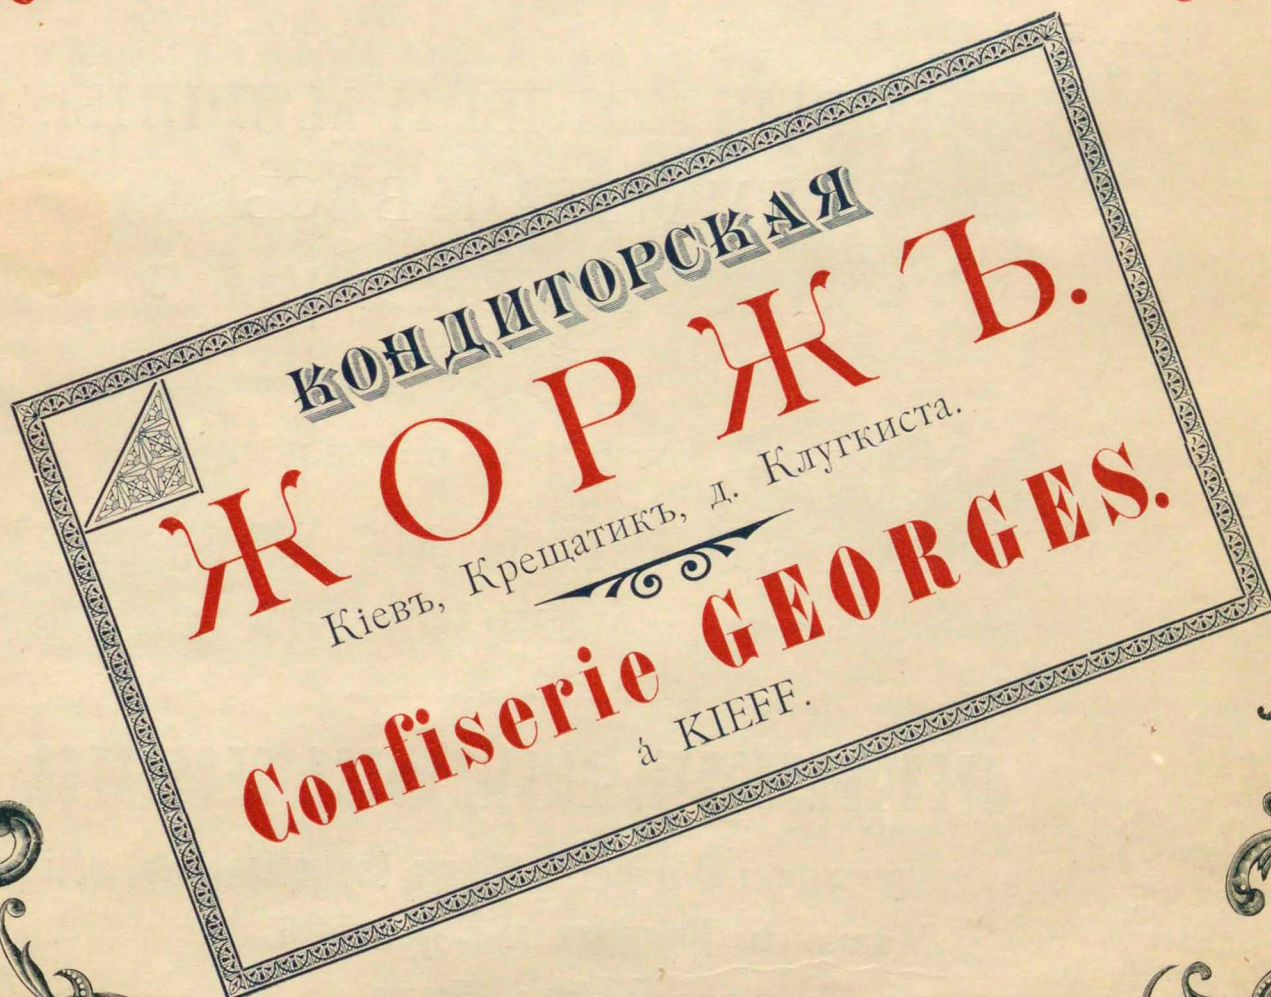 КОНДИТОРСКАЯ
ЖОРЖЪ.
Кіевъ, Крещатикъ, д. Клугкиста.
Confiserie GEORGES.
á KIEFF.